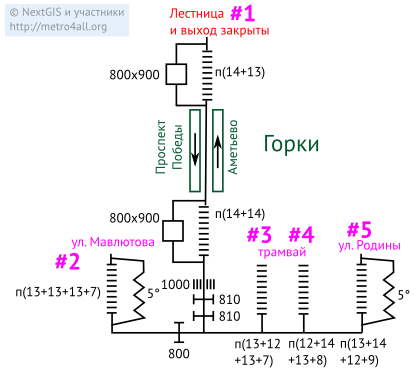 © NextGIS и участники
http://metro4all.org
Лестница #1
и выход закрыты
800x900
п(14+13)
Проспект
Победы
Аметьево
Горки
800x900
п(14+14)
ул. Мавлютова
#2
#3
#4
трамвай
#5
ул. Родины
п(13+13+13+7)
5°
1000
810
810
5°
800
п(13+12
+13+7)
п(12+14
+13+8)
п(13+14
+12+9)